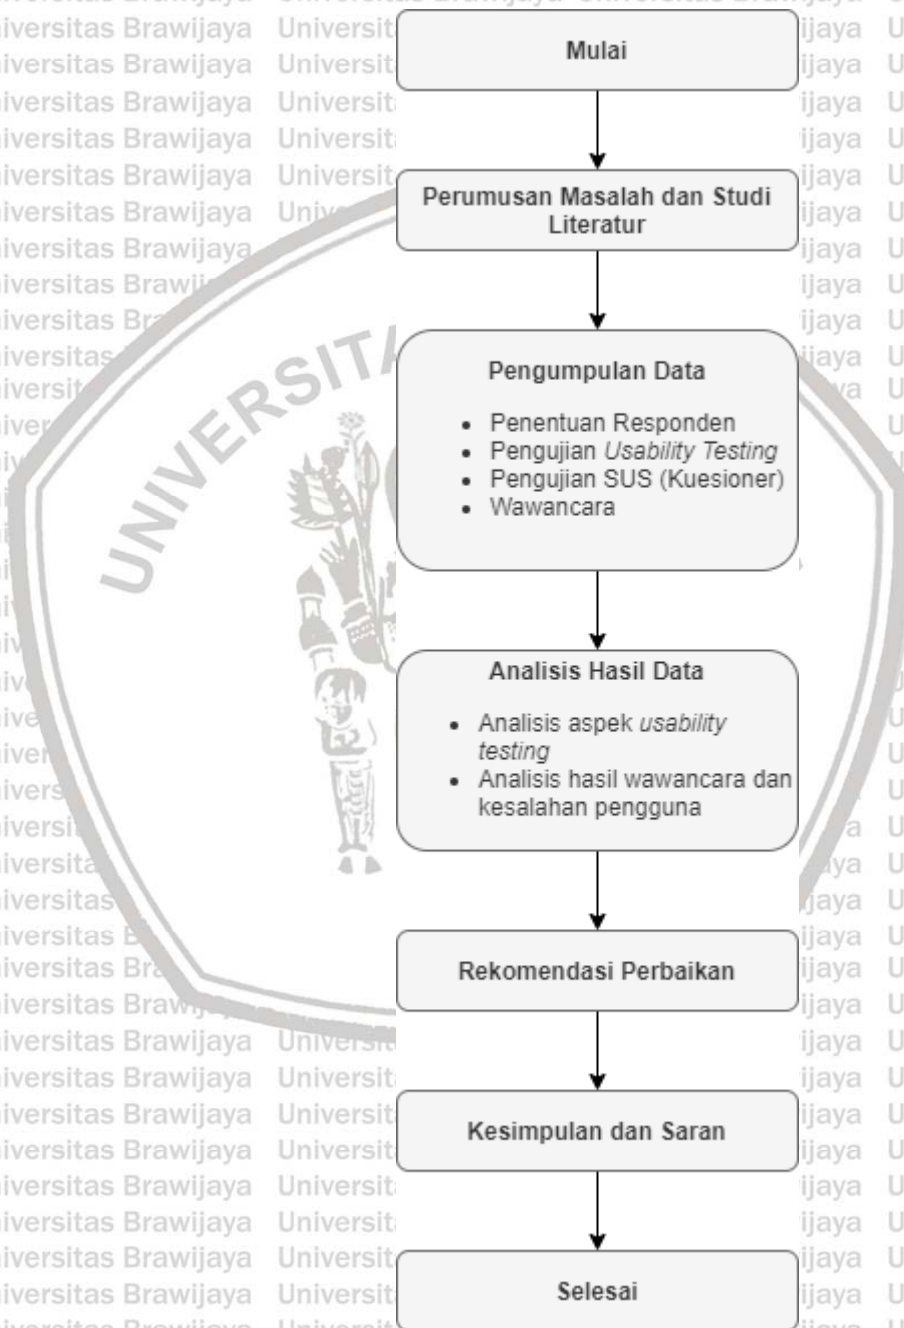 Mulai
Perumusan Masalah dan Studi
Literatur
Pengumpulan Data
• Penentuan Responden
• Pengujian Usability Testing
• Pengujian SUS (Kuesioner)
• Wawancara
Analisis Hasil Data
• Analisis aspek usability
testing
• Analisis hasil wawancara dan
kesalahan pengguna
Rekomendasi Perbaikan
Kesimpulan dan Saran
Selesai